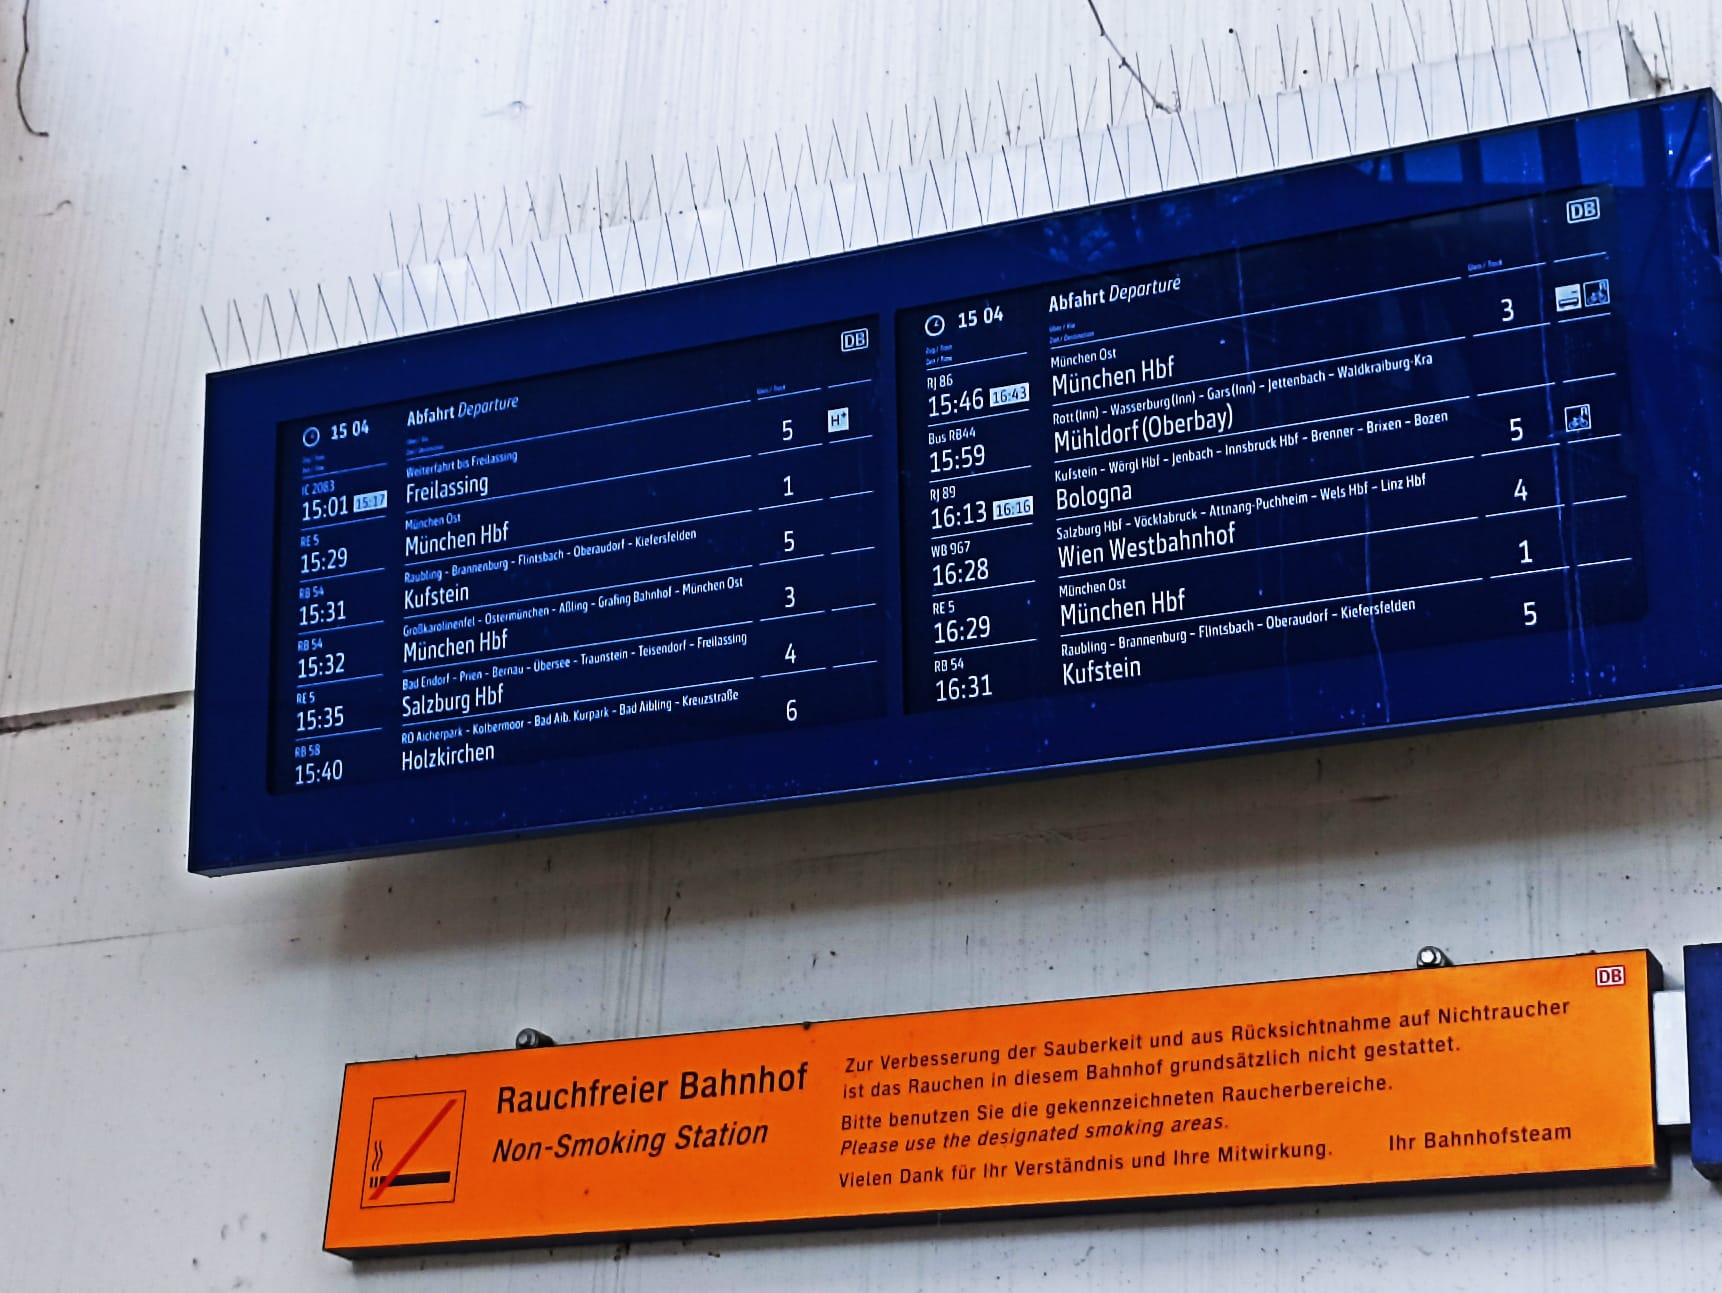 DB
15 04
Abfahrt Departure
Gleis / Track
IC 2083
Weiterfahrt bis Freilassing
15:01 15:17 Freilassing 5
RE 5
München Ost
15:29 München Hbf 1
RB 54
Raubling - Brannenburg - Flintsbach - Oberaudorf - Kiefersfelden
15:31 Kufstein 5
RB 54
Großkarolinenfel - Ostermünchen - Aßling - Grafing Bahnhof - München Ost
15:32 München Hbf 3
RE 5
Bad Endorf - Prien - Bernau - Übersee - Traunstein - Teisendorf - Freilassing
15:35 Salzburg Hbf 4
RB 58
RO Aicherpark - Kolbermoor - Bad Aib. Kurpark - Bad Aibling - Kreuzstraße
15:40 Holzkirchen 6
DB
15 04
Abfahrt Departure
Gleis / Track
RJ 86
München Ost
15:46 16:43 München Hbf 3
Bus RB44
Rott(Inn) - Wasserburg(Inn) - Gars(Inn) - Jettenbach - Waldkraiburg-Kra
15:59 Mühldorf(Oberbay)
RJ 89
Kufstein - Wörgl Hbf - Jenbach - Innsbruck Hbf - Brenner - Brixen - Bozen
16:13 16:16 Bologna 5
WB 967
Salzburg Hbf - Vöcklabruck - Attnang-Puchheim - Wels Hbf - Linz Hbf
16:28 Wien Westbahnhof 4
RE 5
München Ost
16:29 München Hbf 1
RB 54
Raubling - Brannenburg - Flintsbach - Oberaudorf - Kiefersfelden
16:31 Kufstein 5
DB
Rauchfreier Bahnhof
Non-Smoking Station
Zur Verbesserung der Sauberkeit und aus Rücksichtnahme auf Nichtraucher
ist das Rauchen in diesem Bahnhof grundsätzlich nicht gestattet.
Bitte benutzen Sie die gekennzeichneten Raucherbereiche.
Please use the designated smoking areas.
Vielen Dank für Ihr Verständnis und Ihre Mitwirkung. Ihr Bahnhofsteam